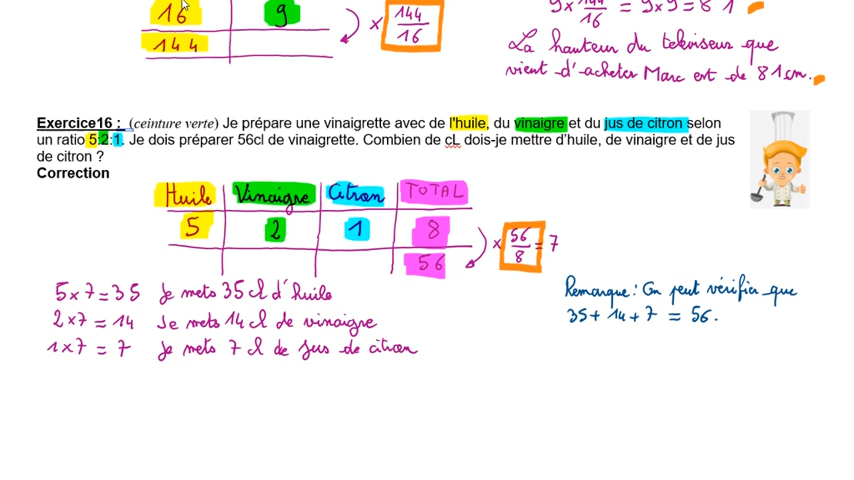 16 9 × 144/16
144
9 × 144/16 = 9 × 9 = 81
La hauteur du téléviseur que
vient d'acheter Marc est de 81cm.
Exercice16 : (ceinture verte) Je prépare une vinaigrette avec de l'huile, du vinaigre et du jus de citron selon
un ratio 5:2:1. Je dois préparer 56cl de vinaigrette. Combien de cL dois-je mettre d'huile, de vinaigre et de jus
de citron ?
Correction
Huile Vinaigre Citron TOTAL
5 2 1 8 × 56/8 = 7
56
5 × 7 = 35 Je mets 35 cl d'huile
2 × 7 = 14 Je mets 14 cl de vinaigre
1 × 7 = 7 Je mets 7 cl de jus de citron
Remarque : On peut vérifier que
35 + 14 + 7 = 56.